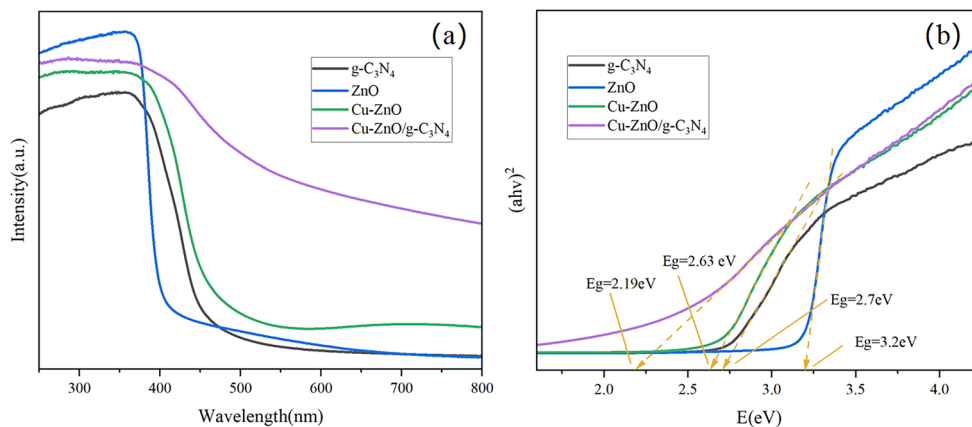 (a)
g-C₃N₄
ZnO
Cu-ZnO
Cu-ZnO/g-C₃N₄
Intensity(a.u.)
300 400 500 600 700 800
Wavelength(nm)
(b)
g-C₃N₄
ZnO
Cu-ZnO
Cu-ZnO/g-C₃N₄
(ahv)²
Eg=2.19eV
Eg=2.63 eV
Eg=2.7eV
Eg=3.2eV
2.0 2.5 3.0 3.5 4.0
E(eV)